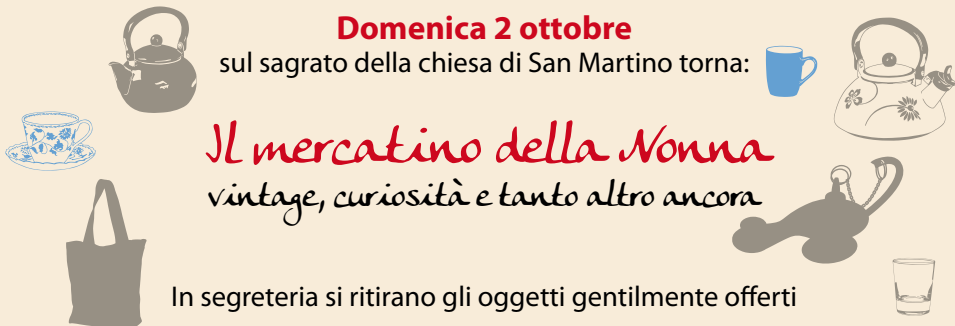 Domenica 2 ottobre
sul sagrato della chiesa di San Martino torna:
Il mercatino della Nonna
vintage, curiosità e tanto altro ancora
In segreteria si ritirano gli oggetti gentilmente offerti